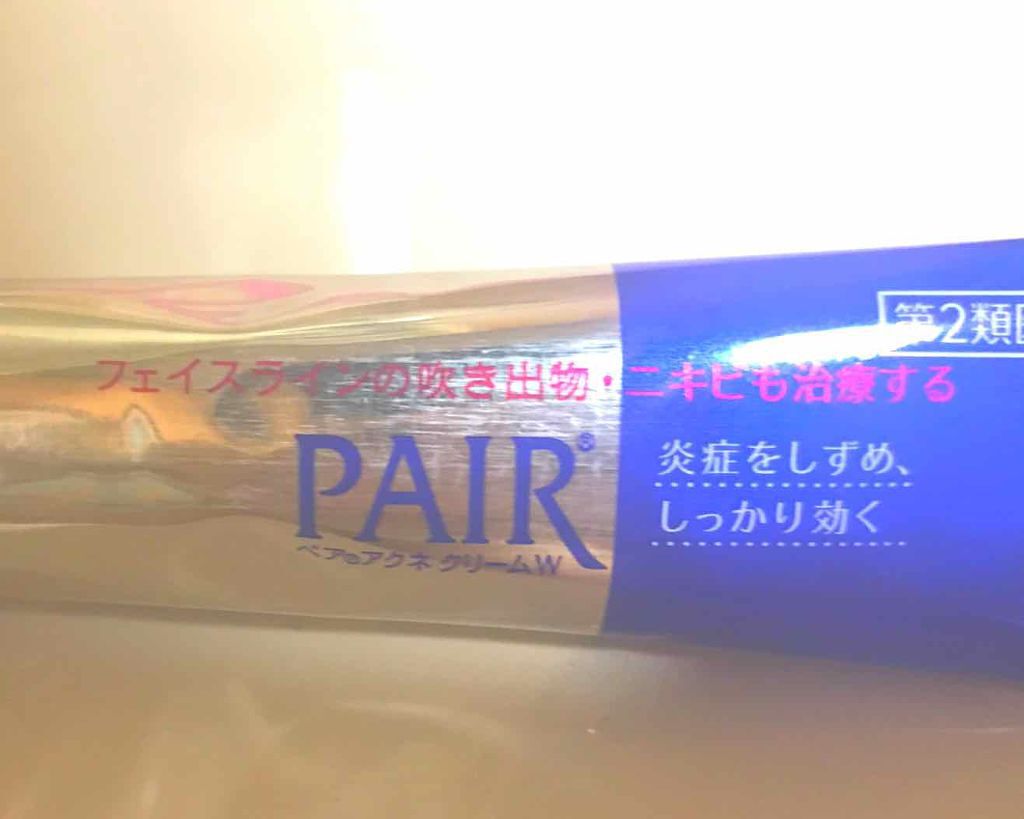 第2類医
フェイスラインの吹き出物・ニキビも治療する
PAIR®
ペア®アクネ クリームW
炎症をしずめ、
しっかり効く